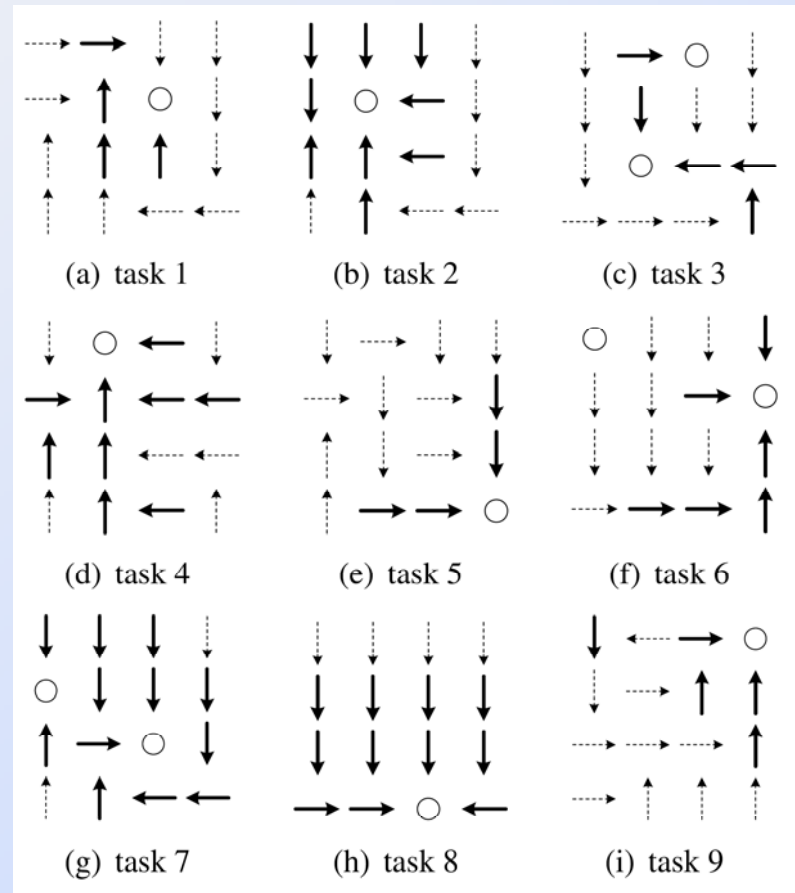 (a) task 1
(b) task 2
(c) task 3
(d) task 4
(e) task 5
(f) task 6
(g) task 7
(h) task 8
(i) task 9